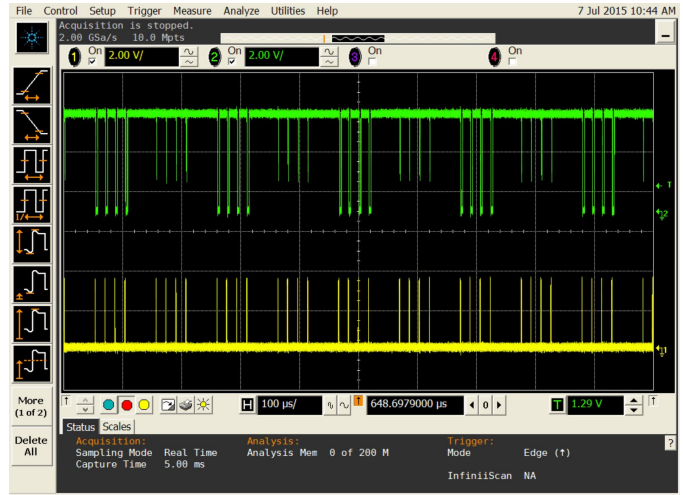 File Control Setup Trigger Measure Analyze Utilities Help 7 Jul 2015 10:44 AM
Acquisition is stopped.
2.00 GSa/s 10.0 Mpts
1 On 2.00 V/ 2 On 2.00 V/ 3 On 4 On
T
2
1/
1
More
(1 of 2)
Delete
All
H 100 µs/ 648.6979000 µs 0 T 1.29 V
Status Scales
Acquisition: Analysis: Trigger:
Sampling Mode Real Time Analysis Mem 0 of 200 M Mode Edge (↑)
Capture Time 5.00 ms
InfiniiScan NA
?